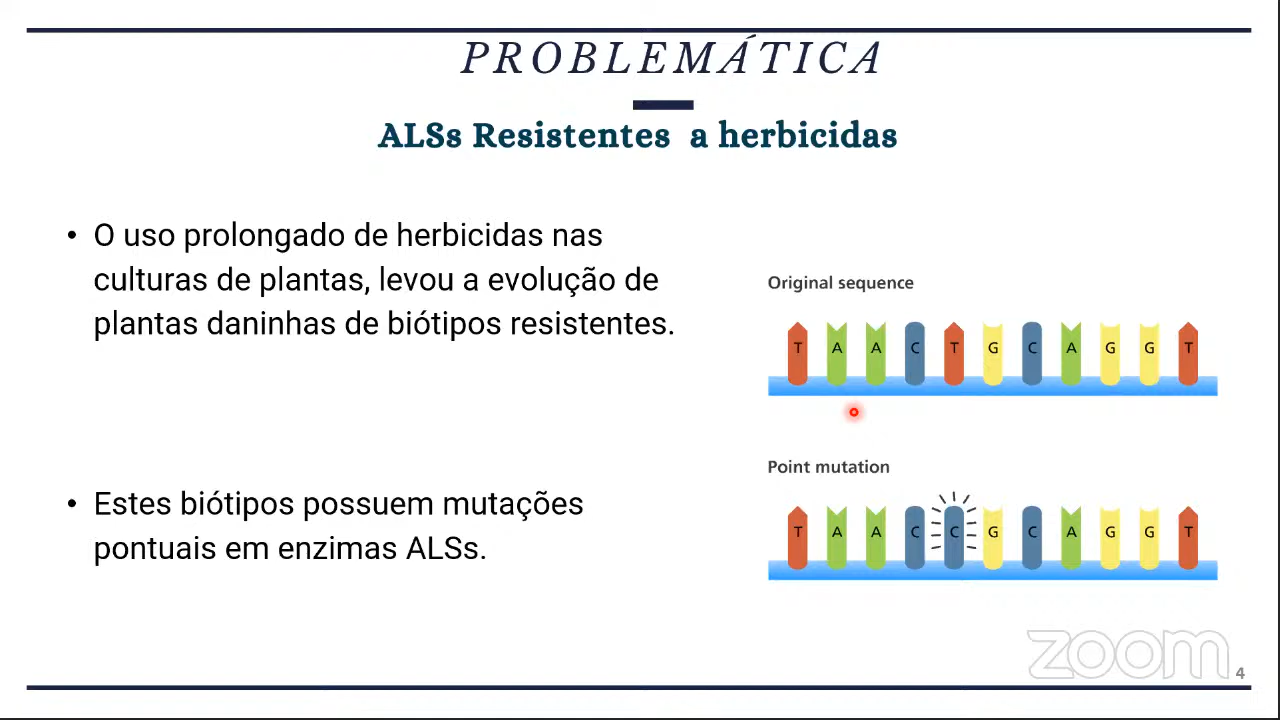 PROBLEMÁTICA
ALSs Resistentes a herbicidas
• O uso prolongado de herbicidas nas
culturas de plantas, levou a evolução de
plantas daninhas de biótipos resistentes.
• Estes biótipos possuem mutações
pontuais em enzimas ALSs.
Original sequence
T A A C T G C A G G T
Point mutation
T A A C C G C A G G T
zoom
4